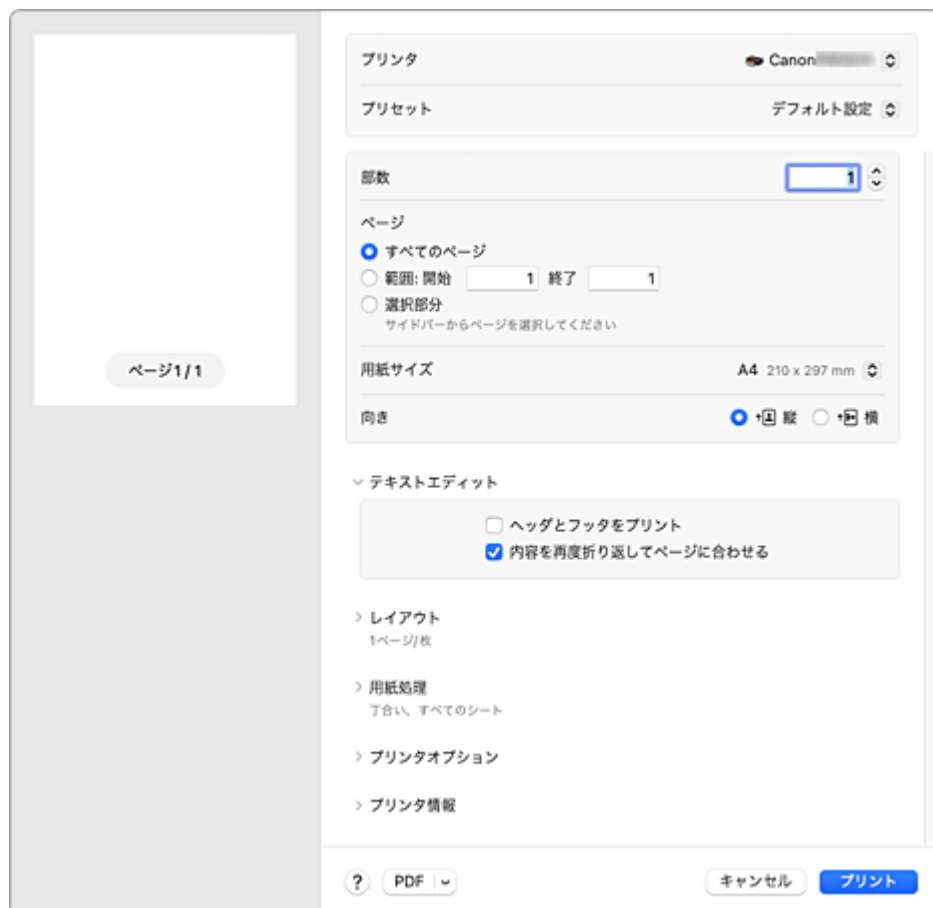 プリンタ
Canon
プリセット
デフォルト設定
部数
1
ページ
すべてのページ
範囲: 開始 1 終了 1
選択部分
サイドバーからページを選択してください
ページ1/1
用紙サイズ
A4 210 x 297 mm
向き
縦 横
テキストエディット
ヘッダとフッタをプリント
内容を再度折り返してページに合わせる
レイアウト
1ページ/枚
用紙処理
丁合い、すべてのシート
プリンタオプション
プリンタ情報
? PDF キャンセル プリント